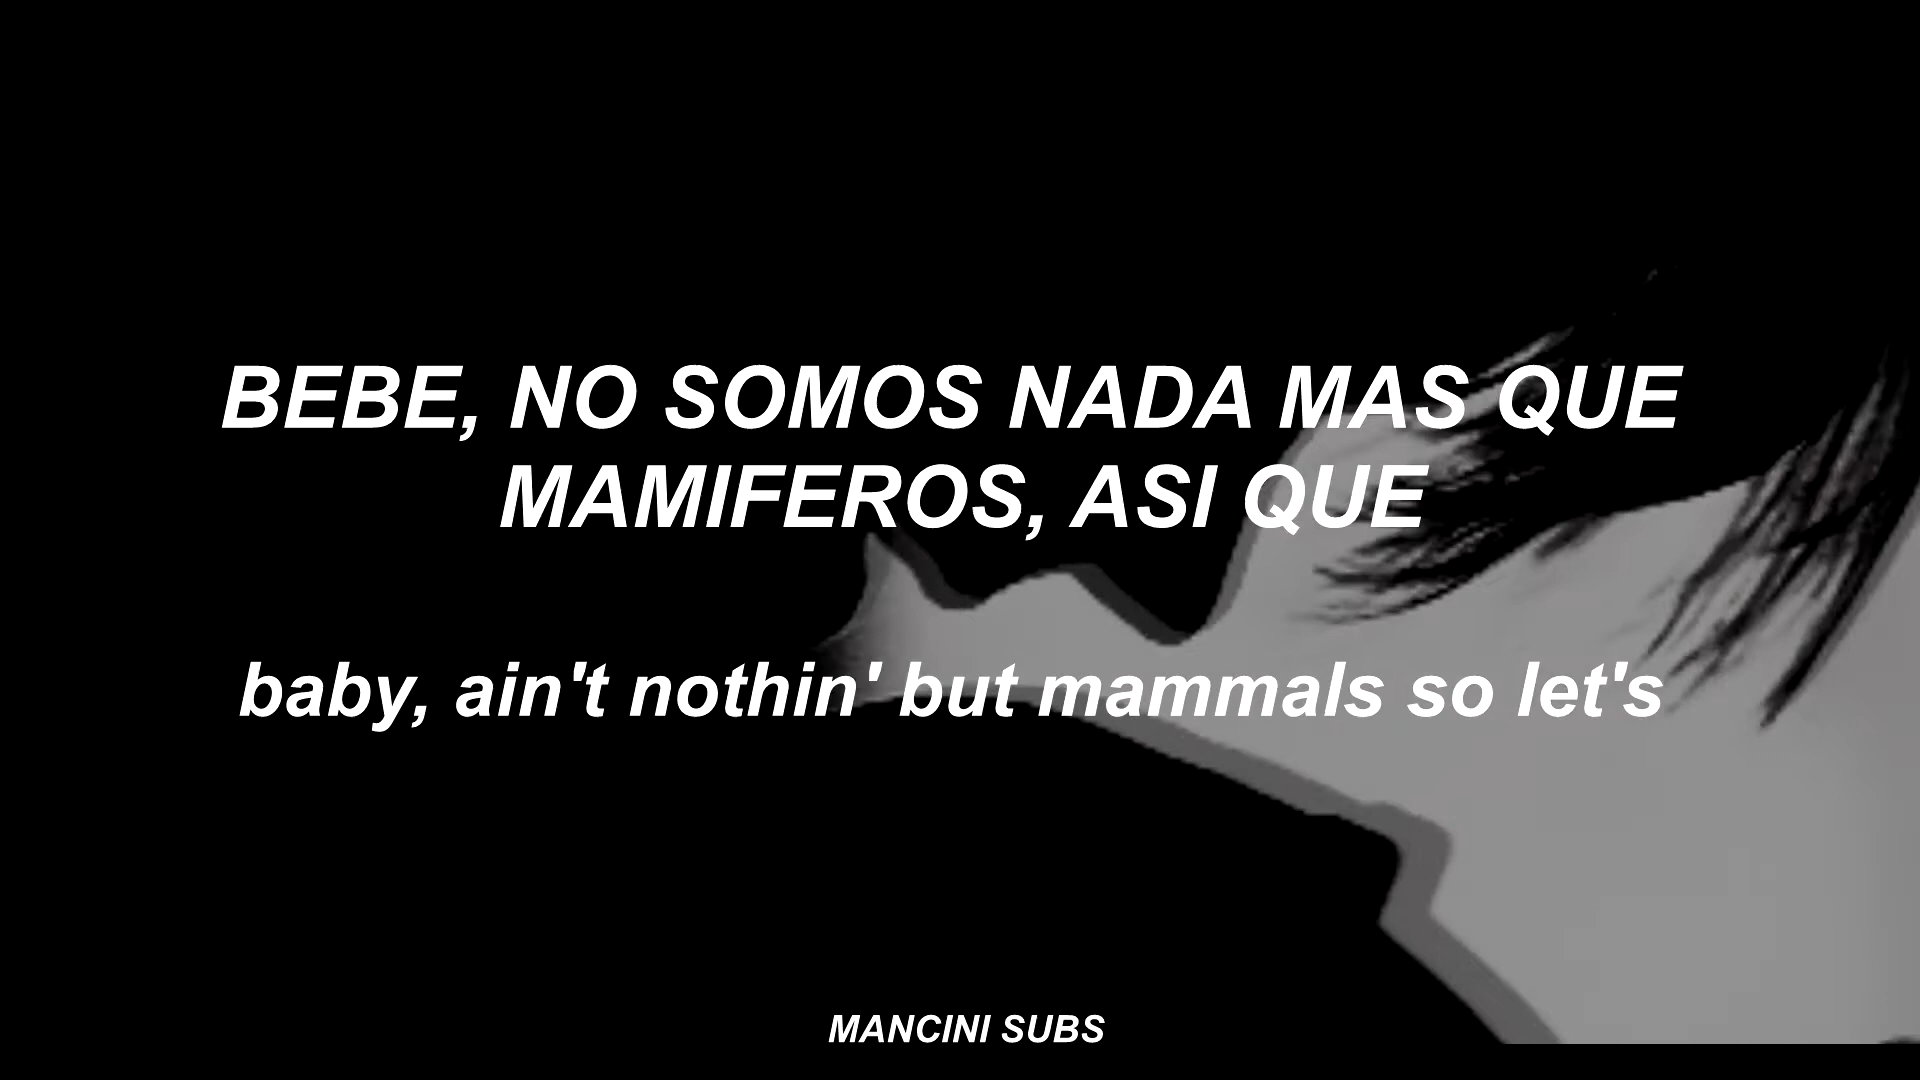 BEBE, NO SOMOS NADA MAS QUE
MAMIFEROS, ASI QUE
baby, ain't nothin' but mammals so let's
MANCINI SUBS